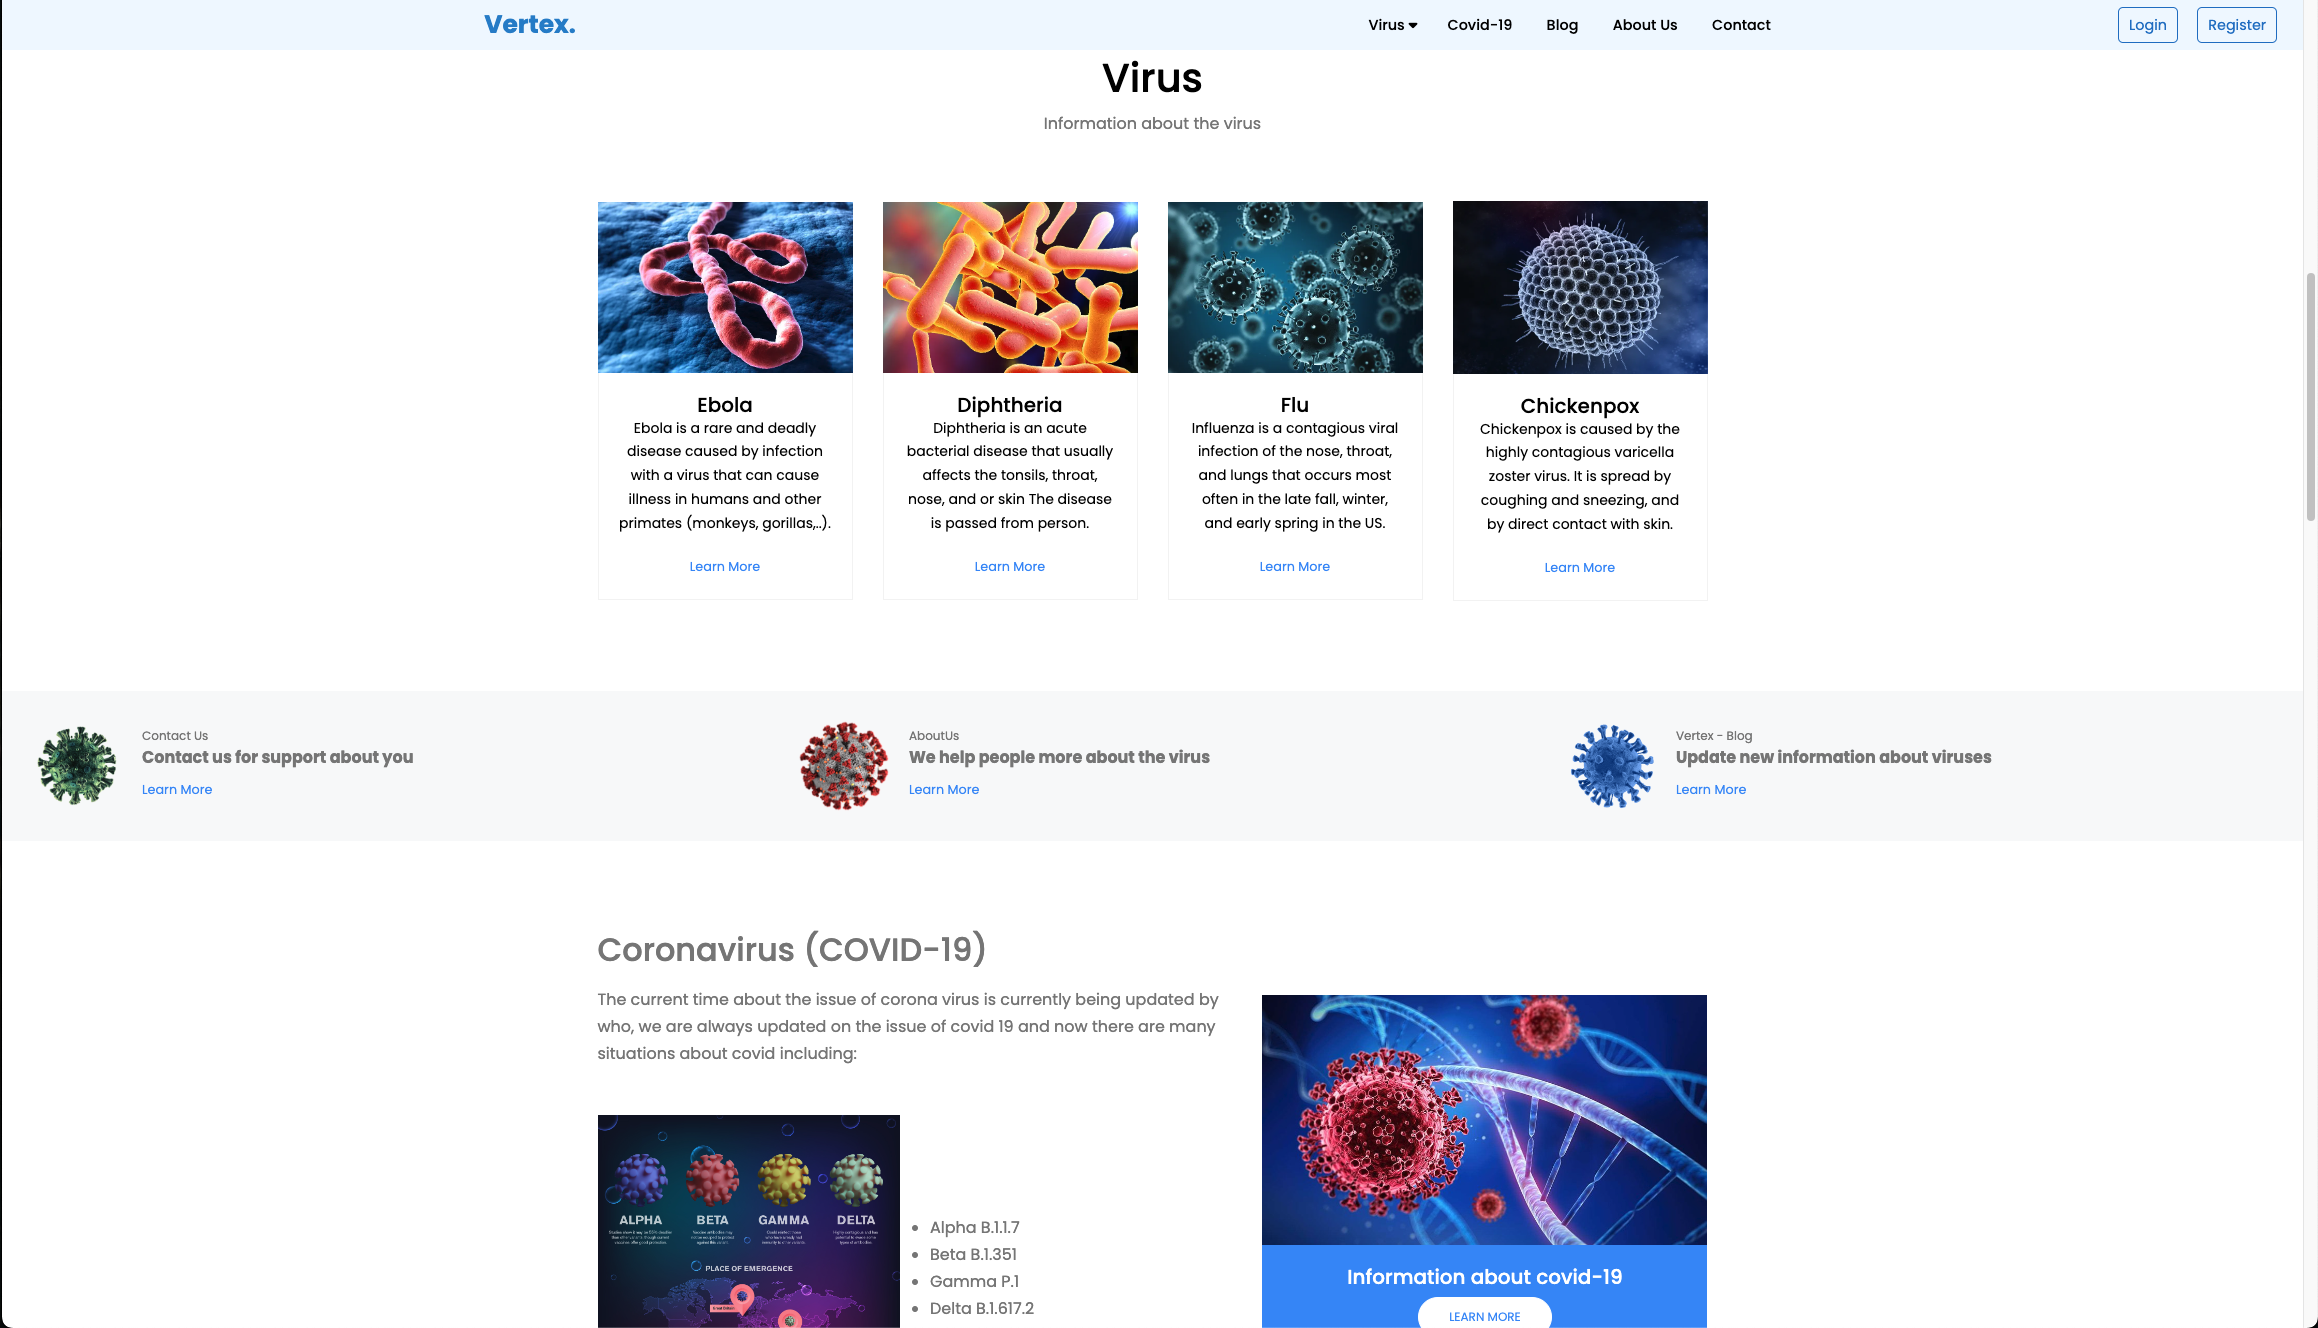 Vertex.
Virus
Covid-19
Blog
About Us
Contact
Login
Register
Virus
Information about the virus
Ebola
Ebola is a rare and deadly
disease caused by infection
with a virus that can cause
illness in humans and other
primates (monkeys, gorillas,..).
Learn More
Diphtheria
Diphtheria is an acute
bacterial disease that usually
affects the tonsils, throat,
nose, and or skin The disease
is passed from person.
Learn More
Flu
Influenza is a contagious viral
infection of the nose, throat,
and lungs that occurs most
often in the late fall, winter,
and early spring in the US.
Learn More
Chickenpox
Chickenpox is caused by the
highly contagious varicella
zoster virus. It is spread by
coughing and sneezing, and
by direct contact with skin.
Learn More
Contact Us
Contact us for support about you
Learn More
AboutUs
We help people more about the virus
Learn More
Vertex - Blog
Update new information about viruses
Learn More
Coronavirus (COVID-19)
The current time about the issue of corona virus is currently being updated by
who, we are always updated on the issue of covid 19 and now there are many
situations about covid including:
ALPHA
BETA
GAMMA
DELTA
PLACE OF EMERGENCE
Alpha B.1.1.7
Beta B.1.351
Gamma P.1
Delta B.1.617.2
Information about covid-19
LEARN MORE